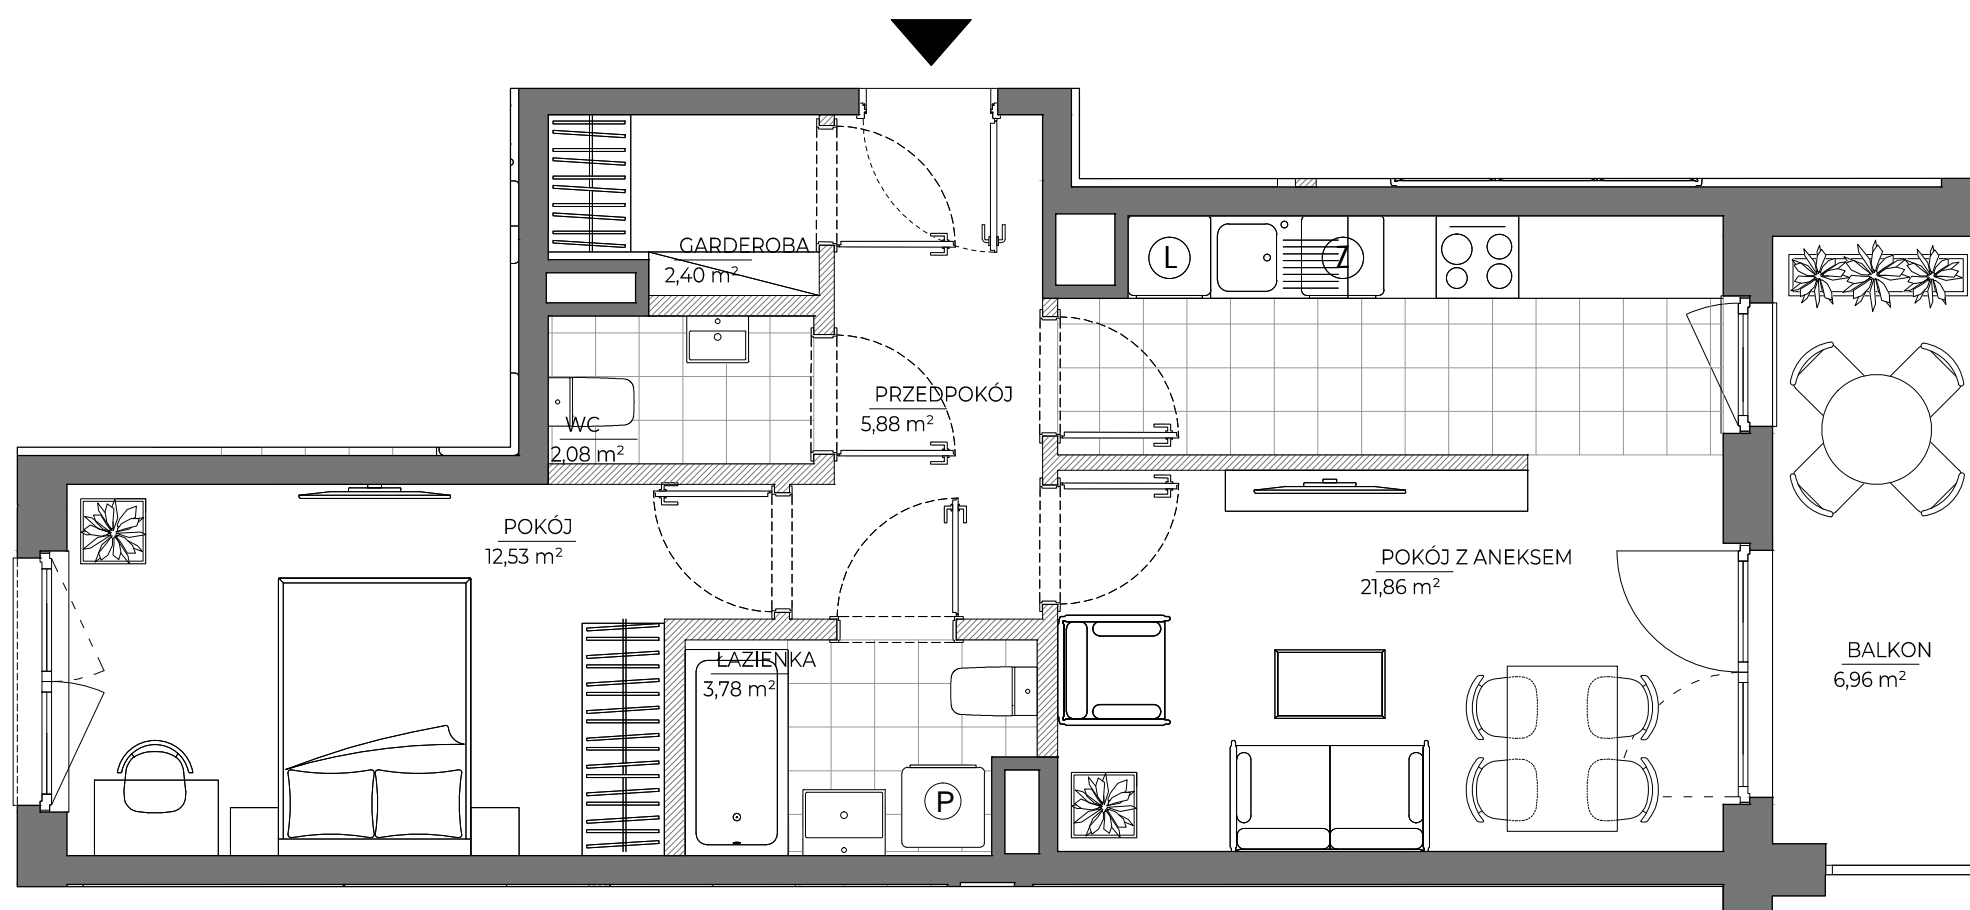 GARDEROBA
2,40 m²
L
Z
PRZEDPOKÓJ
5,88 m²
WC
2,08 m²
POKÓJ
12,53 m²
POKÓJ Z ANEKSEM
21,86 m²
BALKON
6,96 m²
ŁAZIENKA
3,78 m²
P